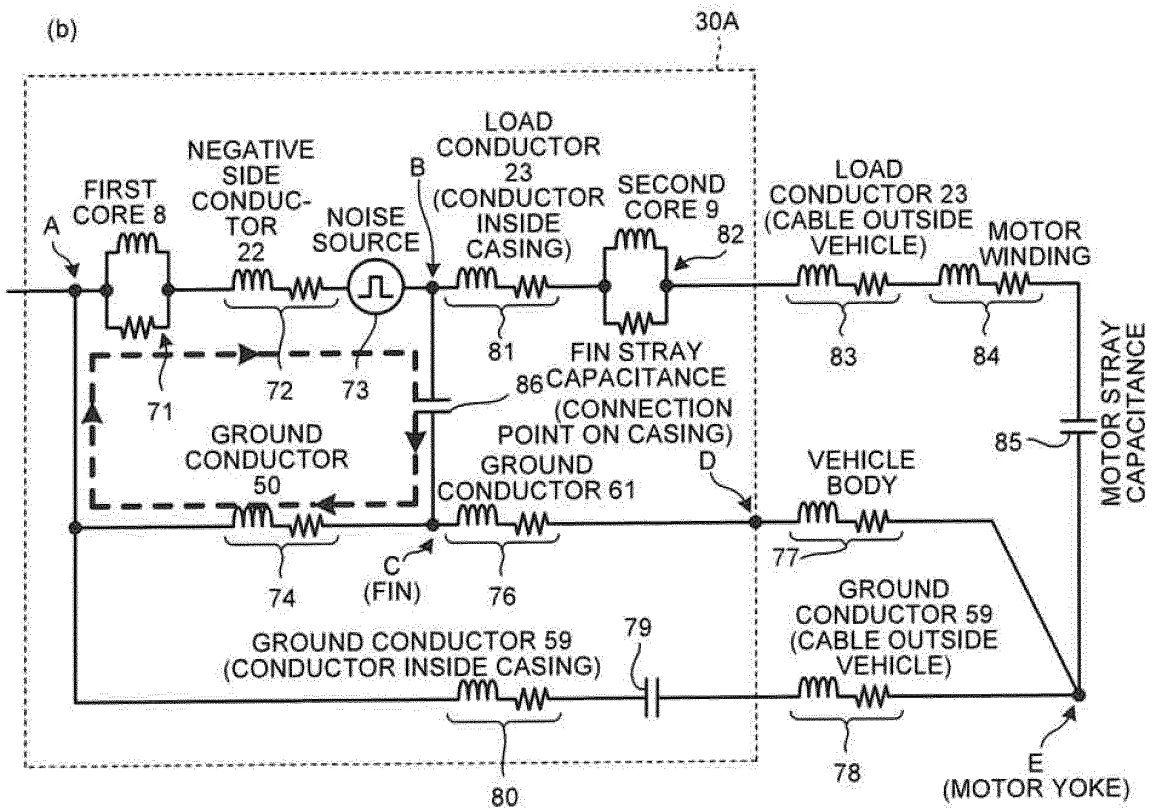 (b)
30A
A
FIRST
CORE 8
NEGATIVE
SIDE
CONDUC-
TOR
22
NOISE
SOURCE
B
LOAD
CONDUCTOR
23
(CONDUCTOR
INSIDE
CASING)
SECOND
CORE 9
82
LOAD
CONDUCTOR 23
(CABLE OUTSIDE
VEHICLE)
MOTOR
WINDING
71
72
73
81
83
84
86
FIN STRAY
CAPACITANCE
(CONNECTION
POINT ON CASING)
D
85
MOTOR STRAY
CAPACITANCE
GROUND
CONDUCTOR
50
GROUND
CONDUCTOR 61
VEHICLE
BODY
74
C
(FIN)
76
77
GROUND CONDUCTOR 59
(CONDUCTOR INSIDE CASING)
79
GROUND
CONDUCTOR 59
(CABLE OUTSIDE
VEHICLE)
80
78
E
(MOTOR YOKE)